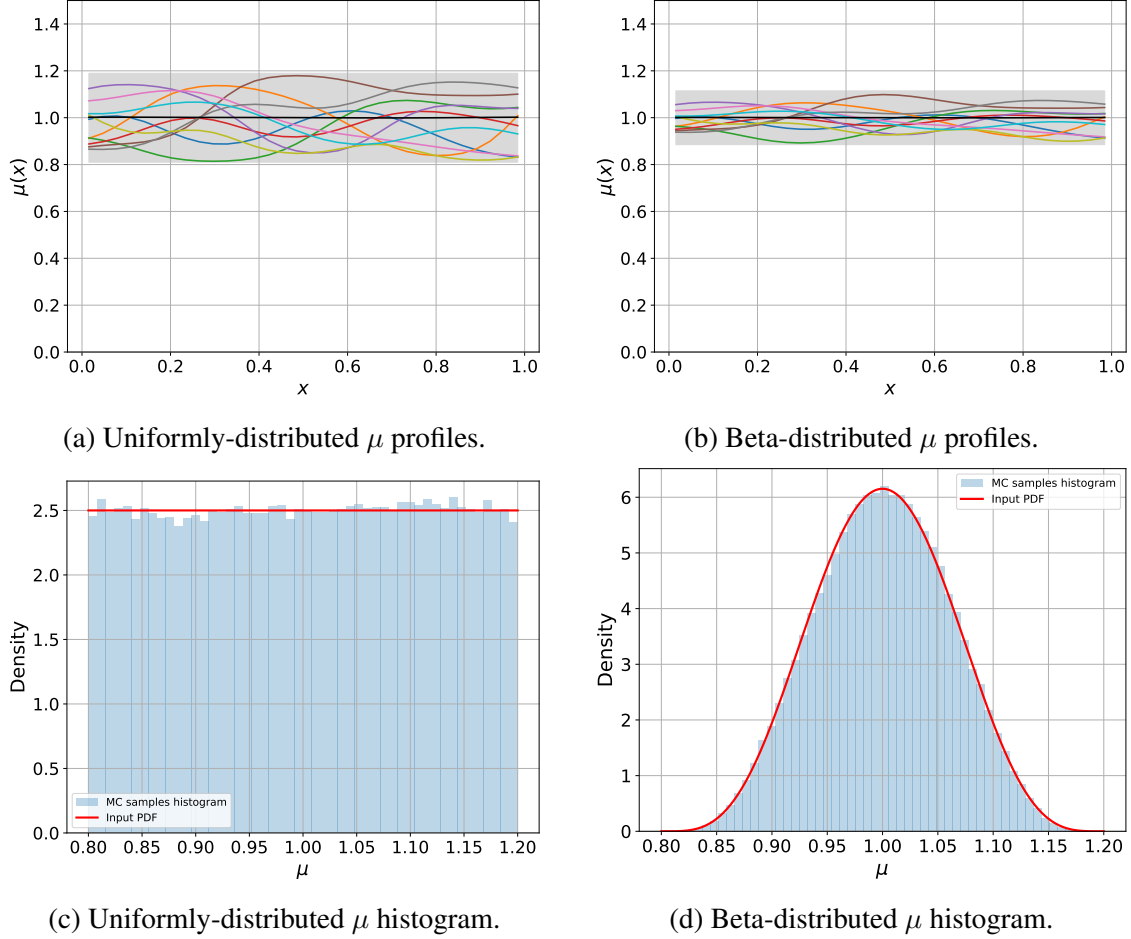 1.4
1.2
1.0
0.8
0.6
0.4
0.2
0.0
μ(x)
0.0 0.2 0.4 0.6 0.8 1.0
x
(a) Uniformly-distributed μ profiles.
1.4
1.2
1.0
0.8
0.6
0.4
0.2
0.0
μ(x)
0.0 0.2 0.4 0.6 0.8 1.0
x
(b) Beta-distributed μ profiles.
2.5
2.0
1.5
1.0
0.5
0.0
Density
MC samples histogram
Input PDF
0.80 0.85 0.90 0.95 1.00 1.05 1.10 1.15 1.20
μ
(c) Uniformly-distributed μ histogram.
6
5
4
3
2
1
0
Density
MC samples histogram
Input PDF
0.80 0.85 0.90 0.95 1.00 1.05 1.10 1.15 1.20
μ
(d) Beta-distributed μ histogram.